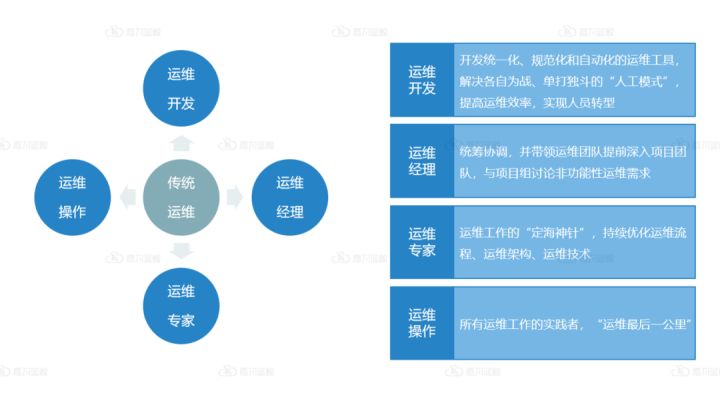 运维
开发
运维
操作
传统
运维
运维
经理
运维
专家
运维
开发
开发统一化、规范化和自动化的运维工具，
解决各自为战、单打独斗的“人工模式”，
提高运维效率，实现人员转型
运维
经理
统筹协调，并带领运维团队提前深入项目团
队，与项目组讨论非功能性运维需求
运维
专家
运维工作的“定海神针”，持续优化运维流
程、运维架构、运维技术
运维
操作
所有运维工作的实践者，“运维最后一公里”